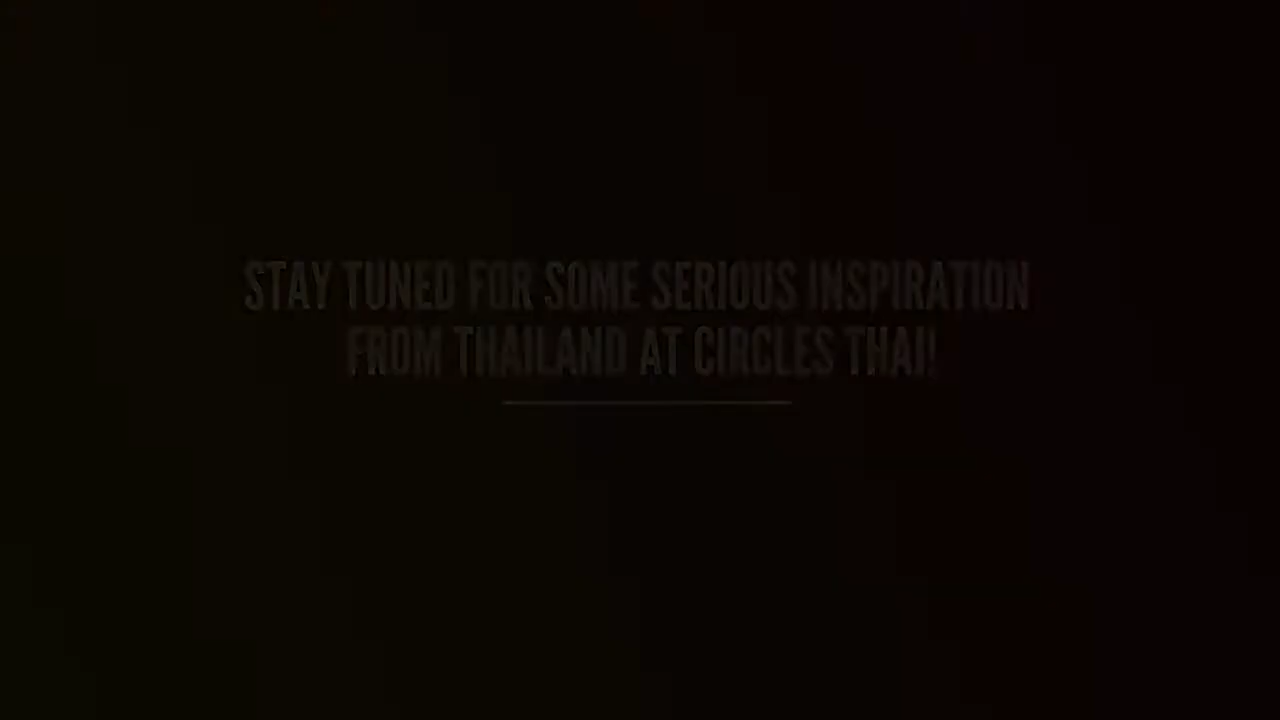 STAY TUNED FOR SOME SERIOUS INSPIRATION
FROM THAILAND AT CIRCLES THAI!